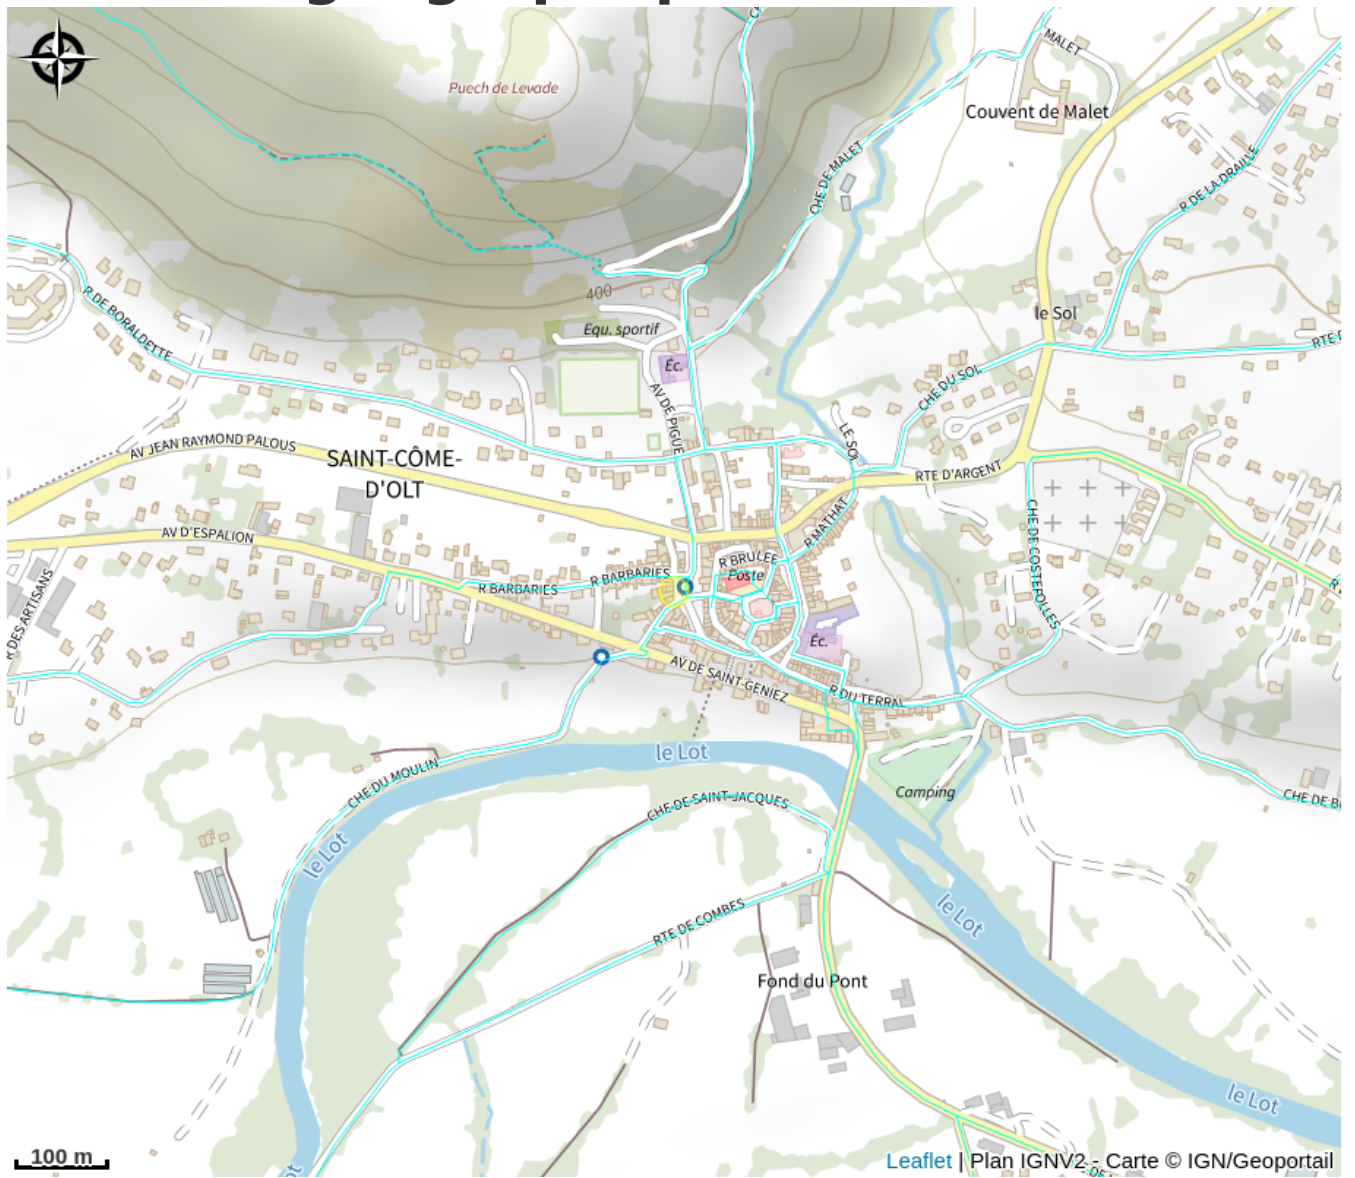 Puech de Levade
MALET
Couvent de Malet
CHE DE MALET
R DE LA DRAILLE
R DE BORALDETTE
400
Equ. sportif
le Sol
Éc.
AV DE PIGUE
CHE DU SOL
AV JEAN RAYMOND PALOUS
SAINT-CÔME-
D'OLT
LE SOL
RTE D'ARGENT
AV D'ESPALION
R MATHAT
CHE DE COSTEFOLLES
R BRULEE
Poste
R BARBARIES
R BARBARIES
R DES ARTISANS
Éc.
AV DE SAINT-GENIEZ
R DU TERRAL
le Lot
CHE DU MOULIN
CHE DE SAINT-JACQUES
Camping
CHE DE B
le Lot
RTE DE COMBES
le Lot
Fond du Pont
le Lot
100 m
Leaflet | Plan IGNV2 - Carte © IGN/Geoportail